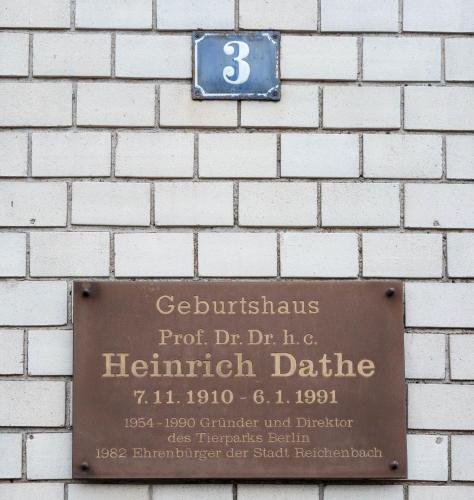 3
Geburtshaus
Prof. Dr. Dr. h. c.
Heinrich Dathe
7. 11. 1910 - 6. 1. 1991
1954 - 1990 Gründer und Direktor
des Tierparks Berlin
1982 Ehrenbürger der Stadt Reichenbach